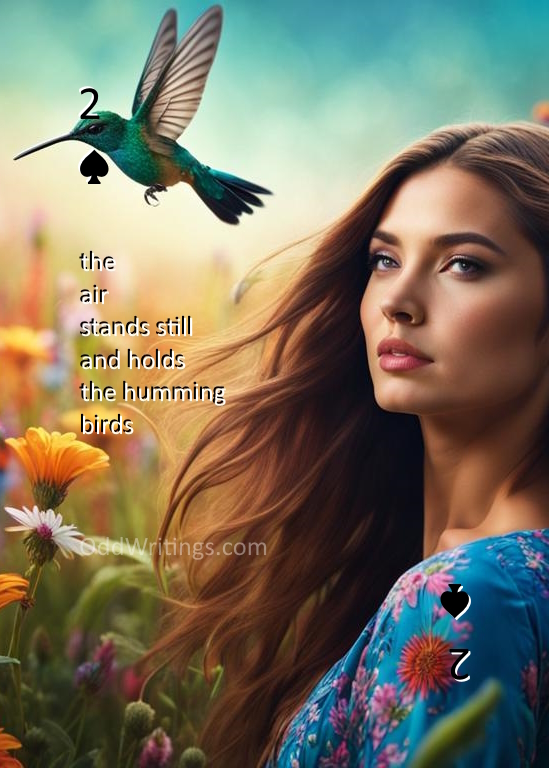 2
the
air
stands still
and holds
the humming
birds
OddWritings.com
2